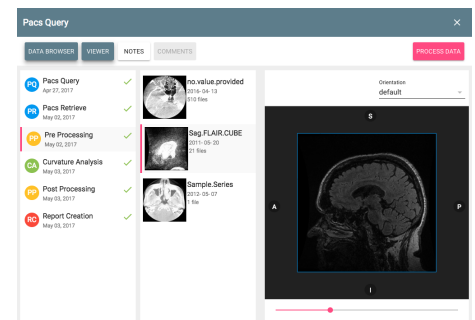 Pacs Query
×
DATA BROWSER
VIEWER
NOTES
COMMENTS
PROCESS DATA
PQ
Pacs Query
Apr 27, 2017
PR
Pacs Retrieve
May 02, 2017
PP
Pre Processing
May 02, 2017
CA
Curvature Analysis
May 03, 2017
PP
Post Processing
May 03, 2017
RC
Report Creation
May 03, 2017
no.value.provided
2016-04-13
510 files
Sag.FLAIR.CUBE
2011-05-20
21 files
Sample.Series
2012-05-07
1 file
Orientation
default
S
A
P
I